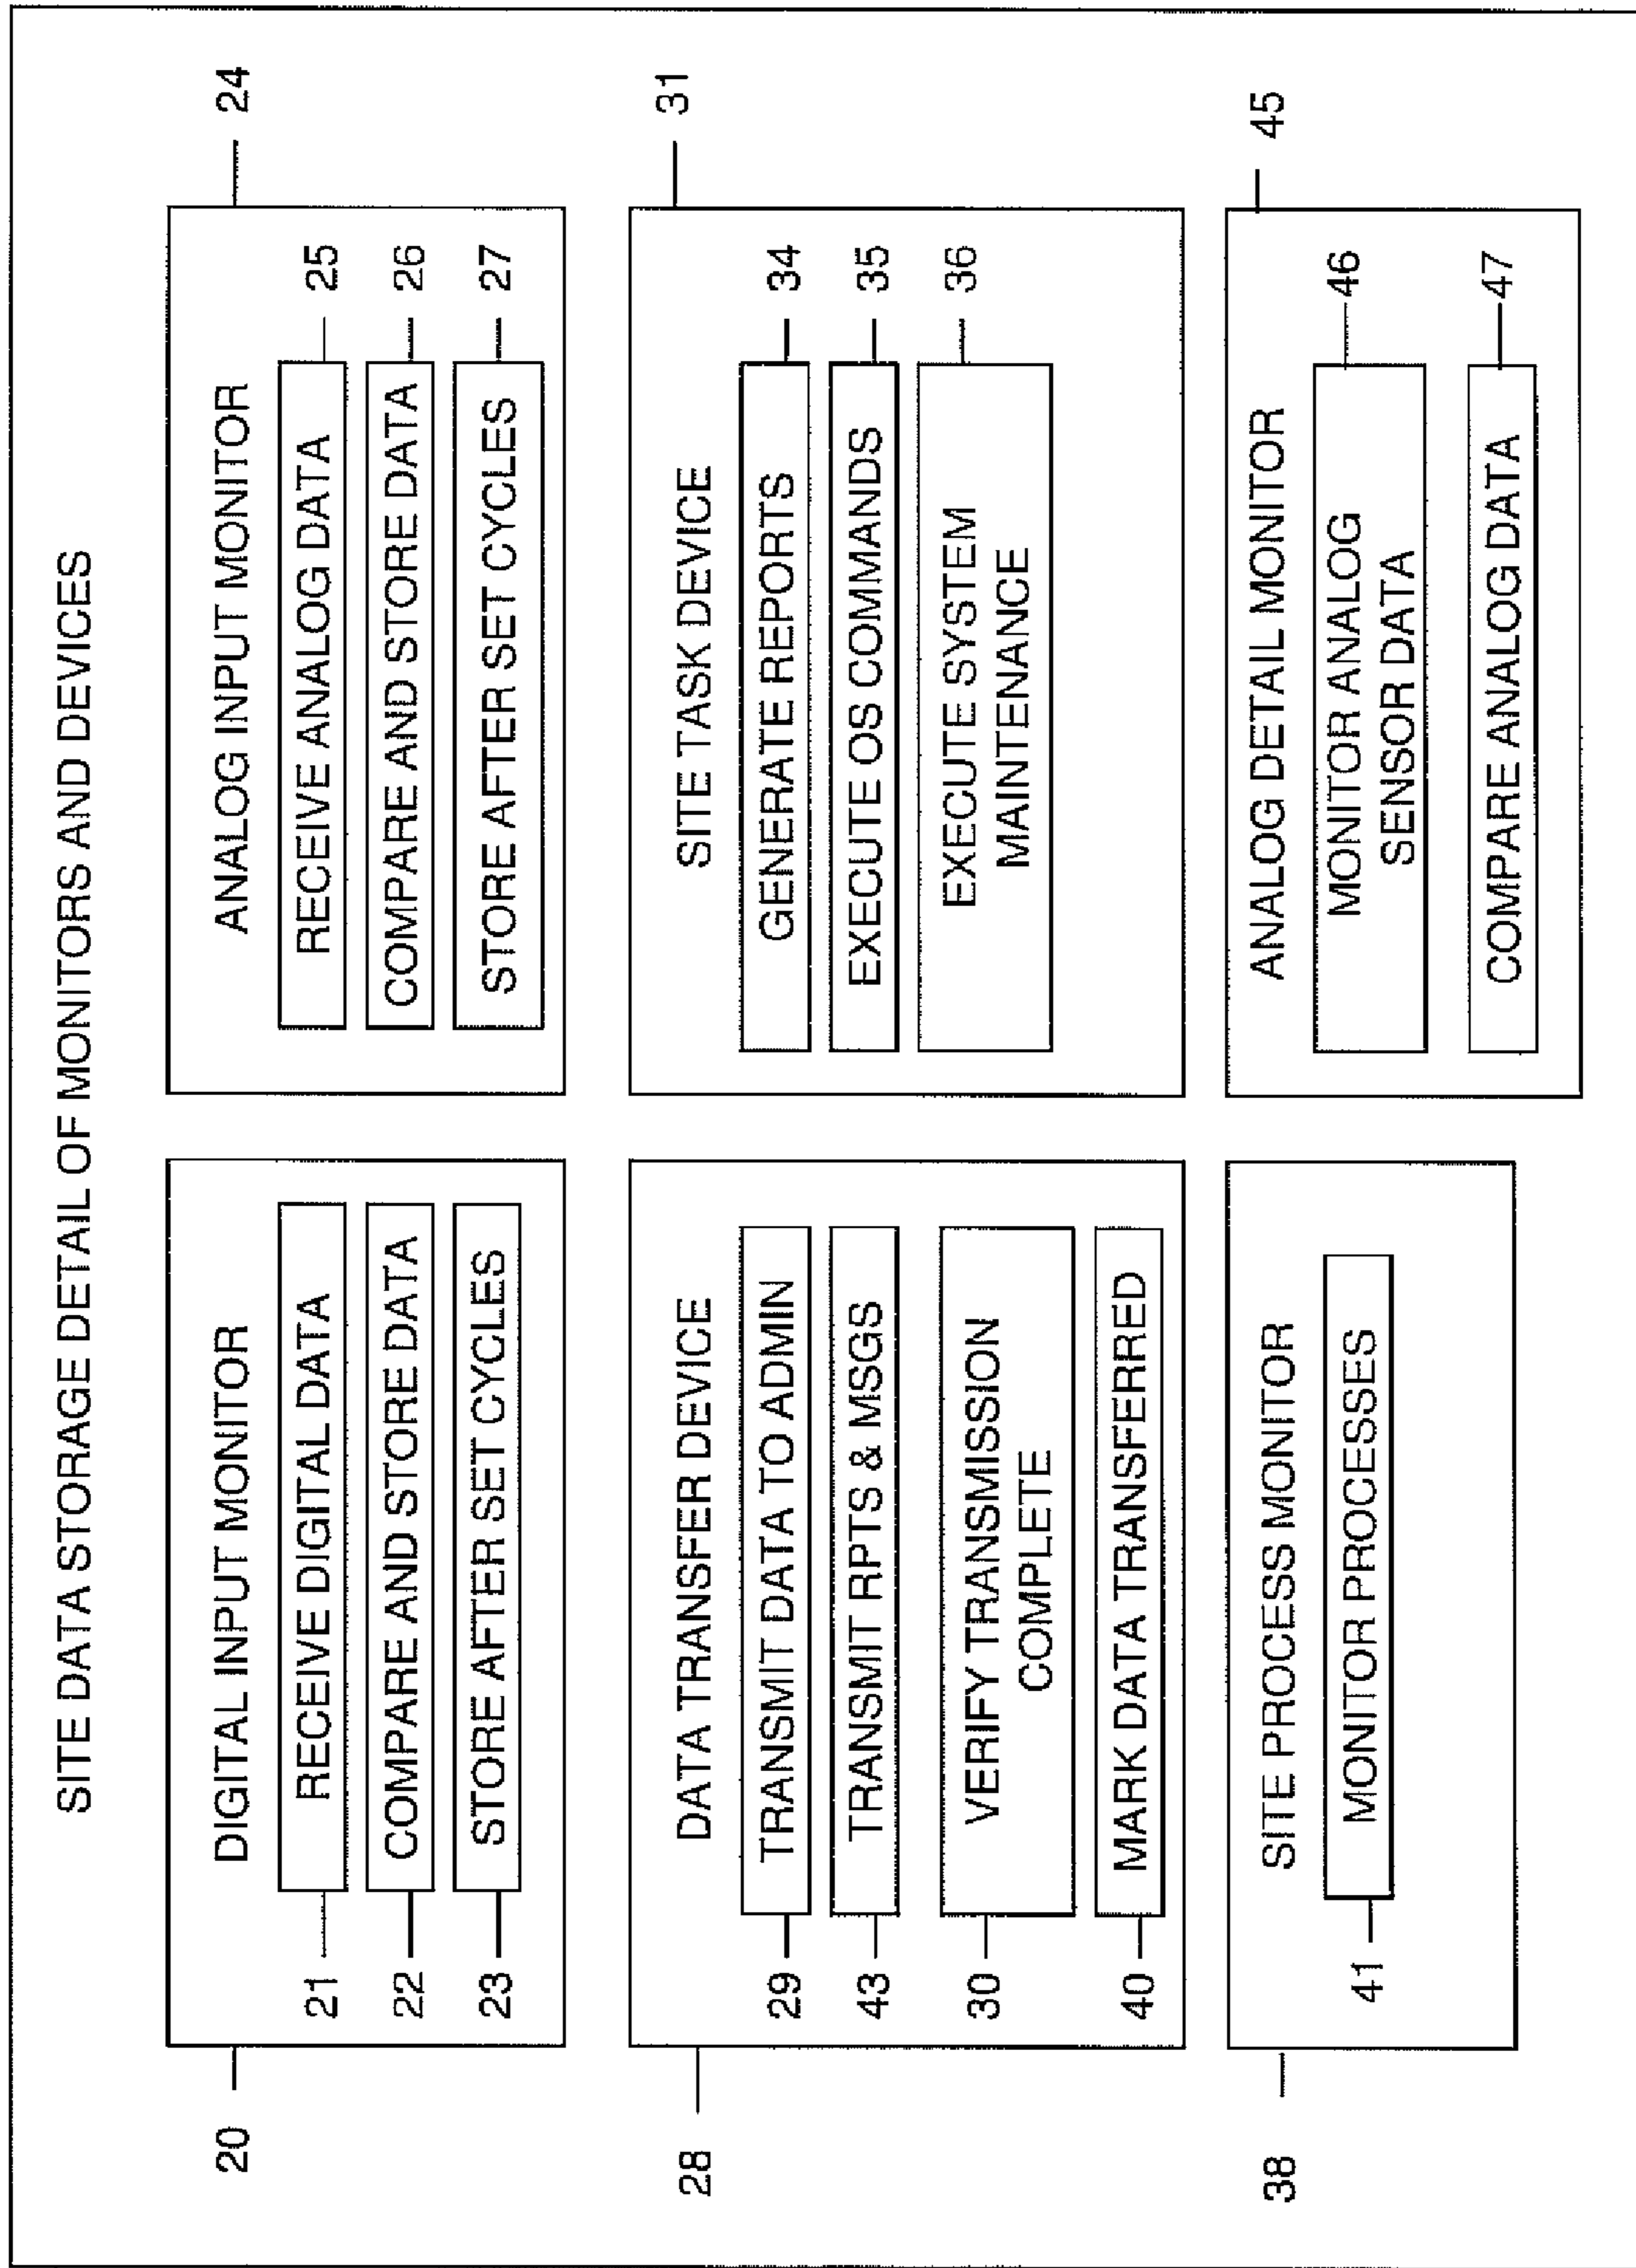 SITE DATA STORAGE DETAIL OF MONITORS AND DEVICES
20
DIGITAL INPUT MONITOR
21
RECEIVE DIGITAL DATA
22
COMPARE AND STORE DATA
23
STORE AFTER SET CYCLES
24
ANALOG INPUT MONITOR
RECEIVE ANALOG DATA
25
COMPARE AND STORE DATA
26
STORE AFTER SET CYCLES
27
28
DATA TRANSFER DEVICE
29
TRANSMIT DATA TO ADMIN
43
TRANSMIT RPTS & MSGS
30
VERIFY TRANSMISSION
COMPLETE
40
MARK DATA TRANSFERRED
31
SITE TASK DEVICE
GENERATE REPORTS
34
EXECUTE OS COMMANDS
35
EXECUTE SYSTEM
MAINTENANCE
36
38
SITE PROCESS MONITOR
41
MONITOR PROCESSES
45
ANALOG DETAIL MONITOR
MONITOR ANALOG
SENSOR DATA
46
COMPARE ANALOG DATA
47